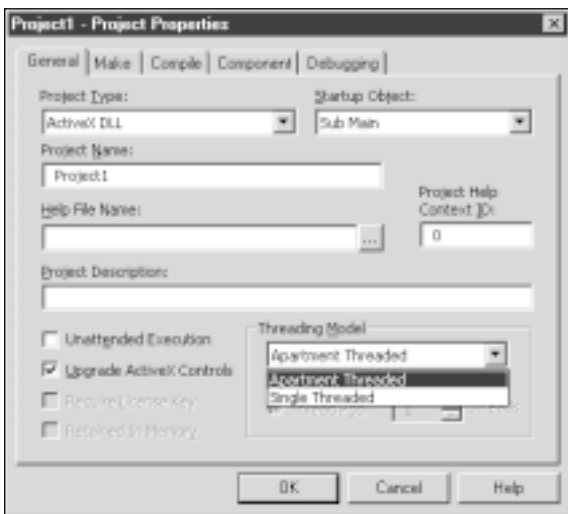 Project1 - Project Properties
General
Make
Compile
Component
Debugging
Project Type:
ActiveX DLL
Startup Object:
Sub Main
Project Name:
Project1
Help File Name:
...
Project Help
Context ID:
0
Project Description:
Unattended Execution
Upgrade ActiveX Controls
Require License Key
Retained In Memory
Threading Model
Apartment Threaded
Apartment Threaded
Single Threaded
OK
Cancel
Help